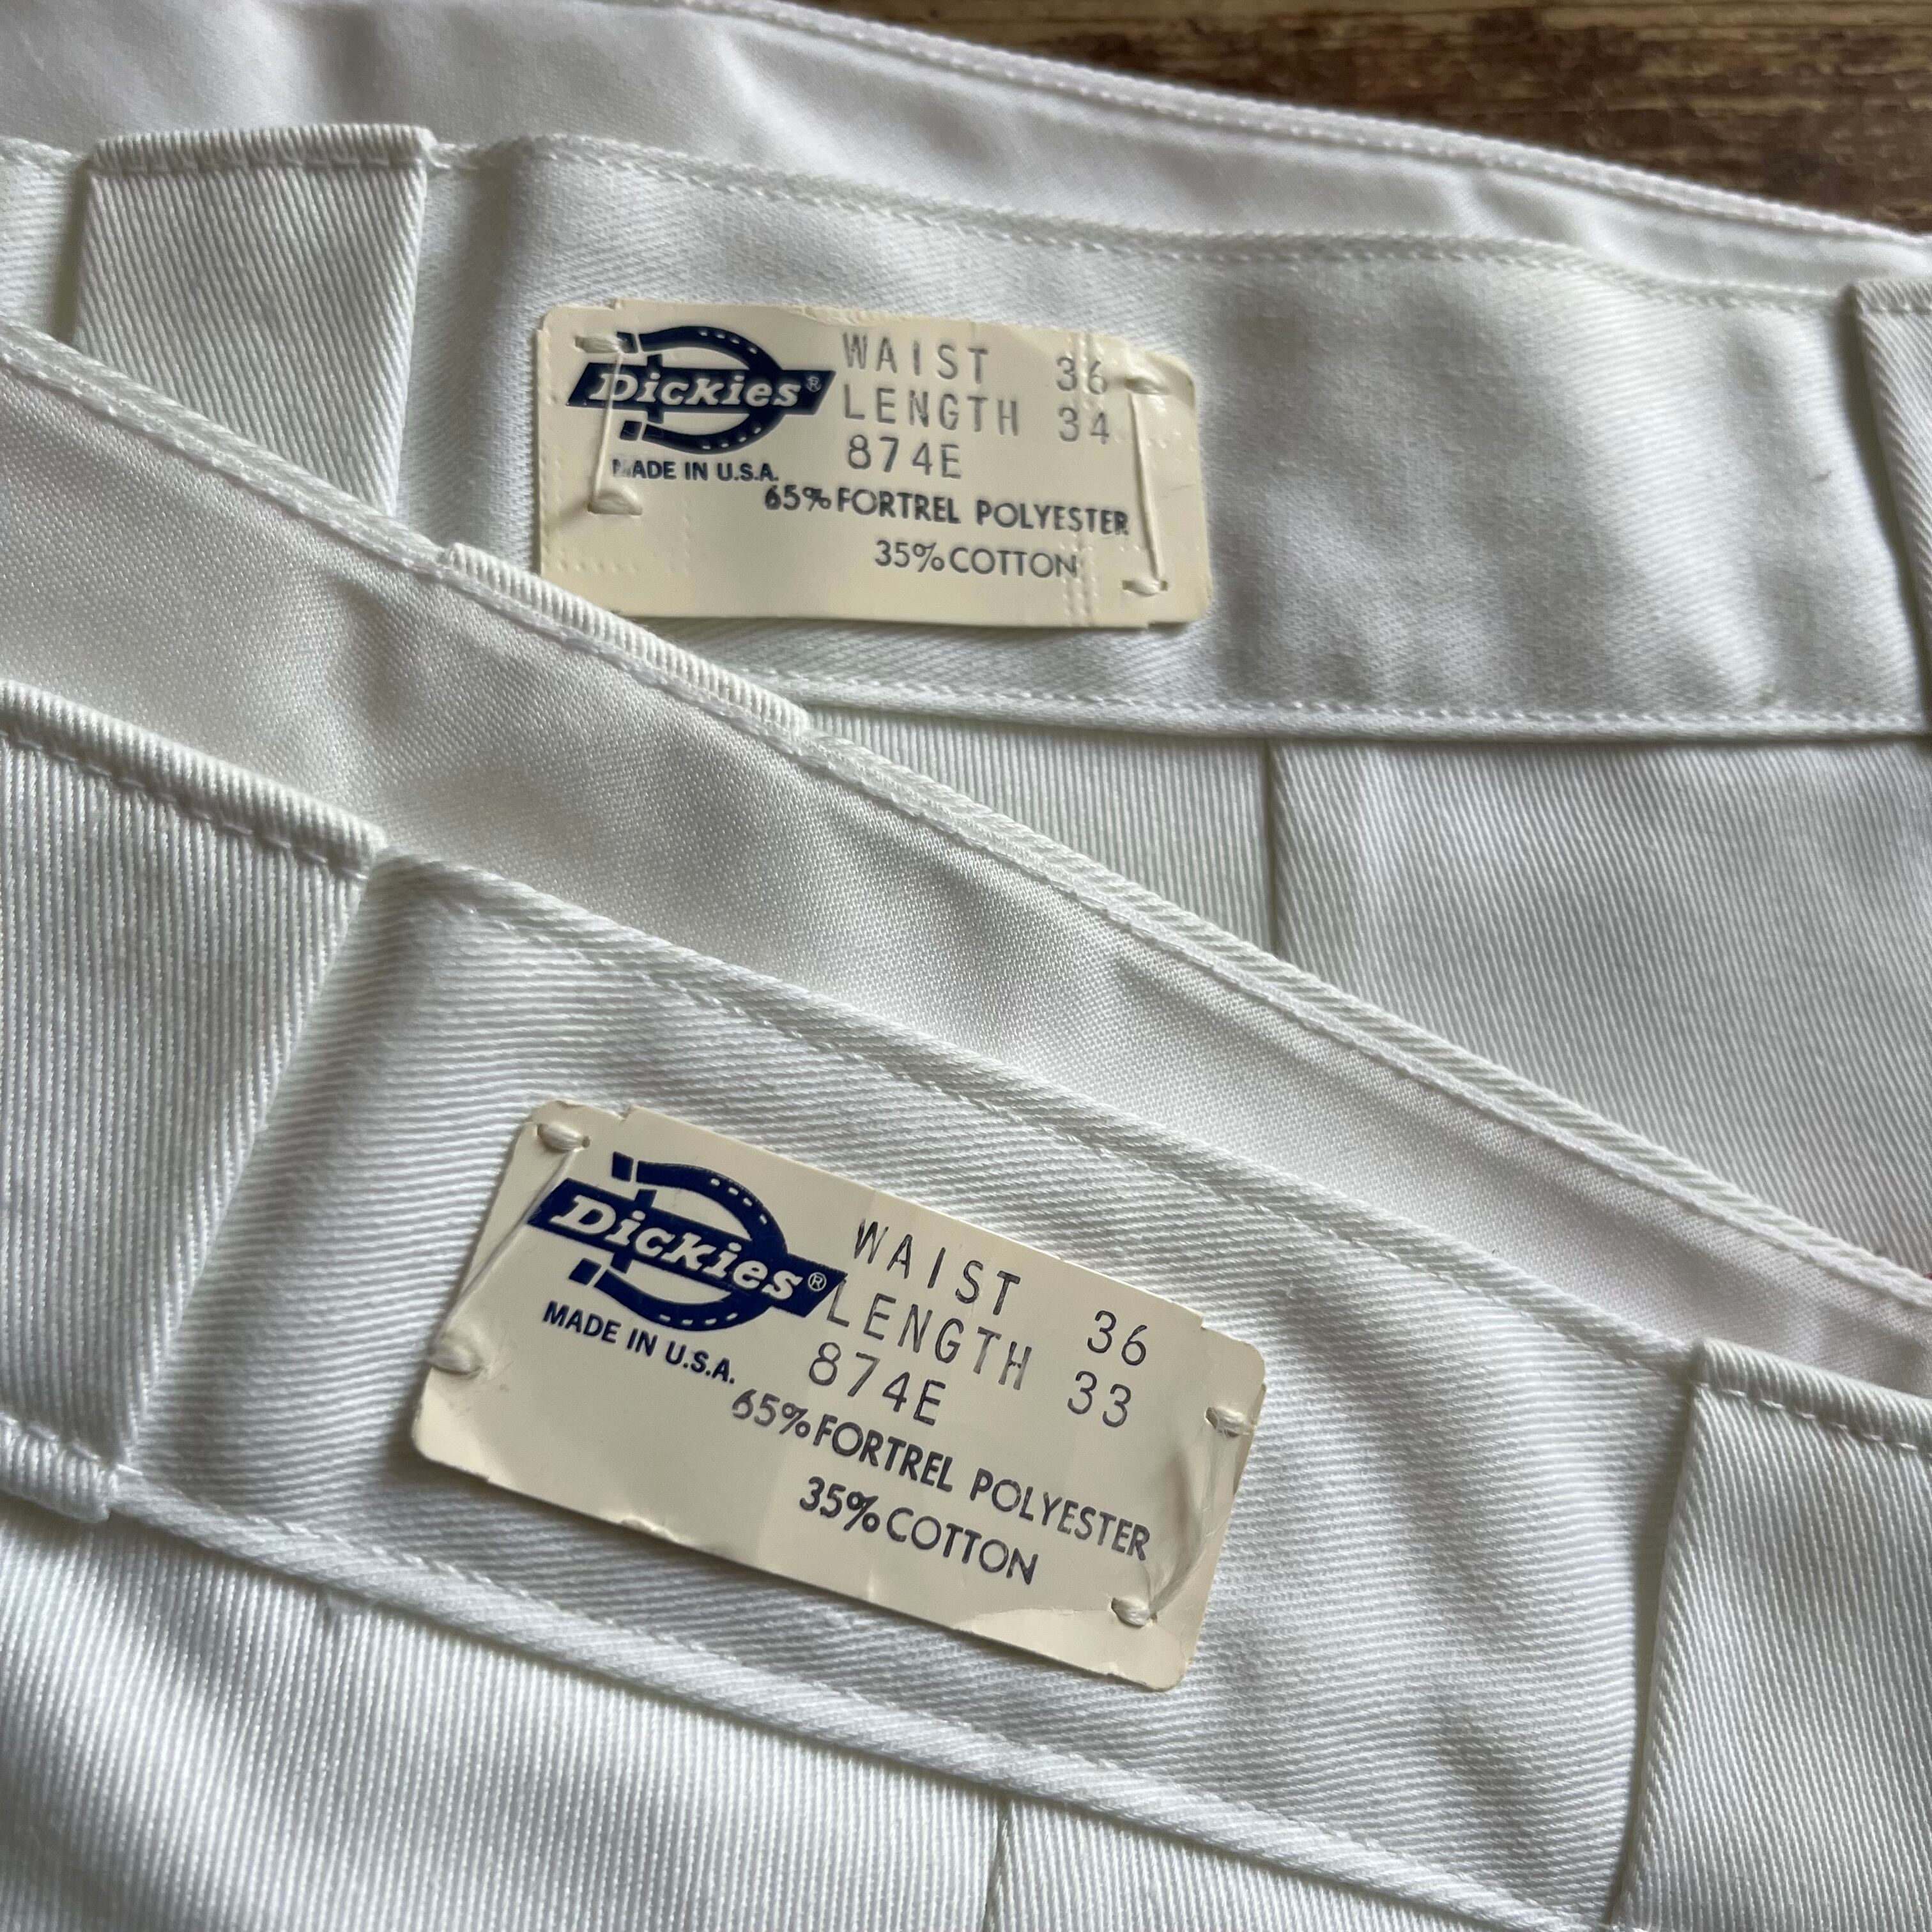 Dickies®
MADE IN U.S.A.
WAIST 36
LENGTH 34
874E
65% FORTREL POLYESTER
35% COTTON
Dickies®
MADE IN U.S.A.
WAIST 36
LENGTH 33
874E
65% FORTREL POLYESTER
35% COTTON